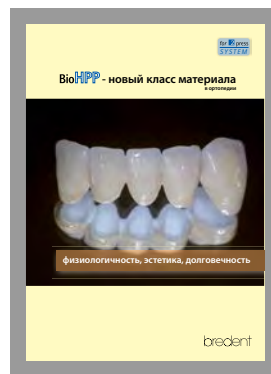 for 2 press
SYSTEM
BioHPP - новый класс материала
в ортопедии
физиологичность, эстетика, долговечность
bredent